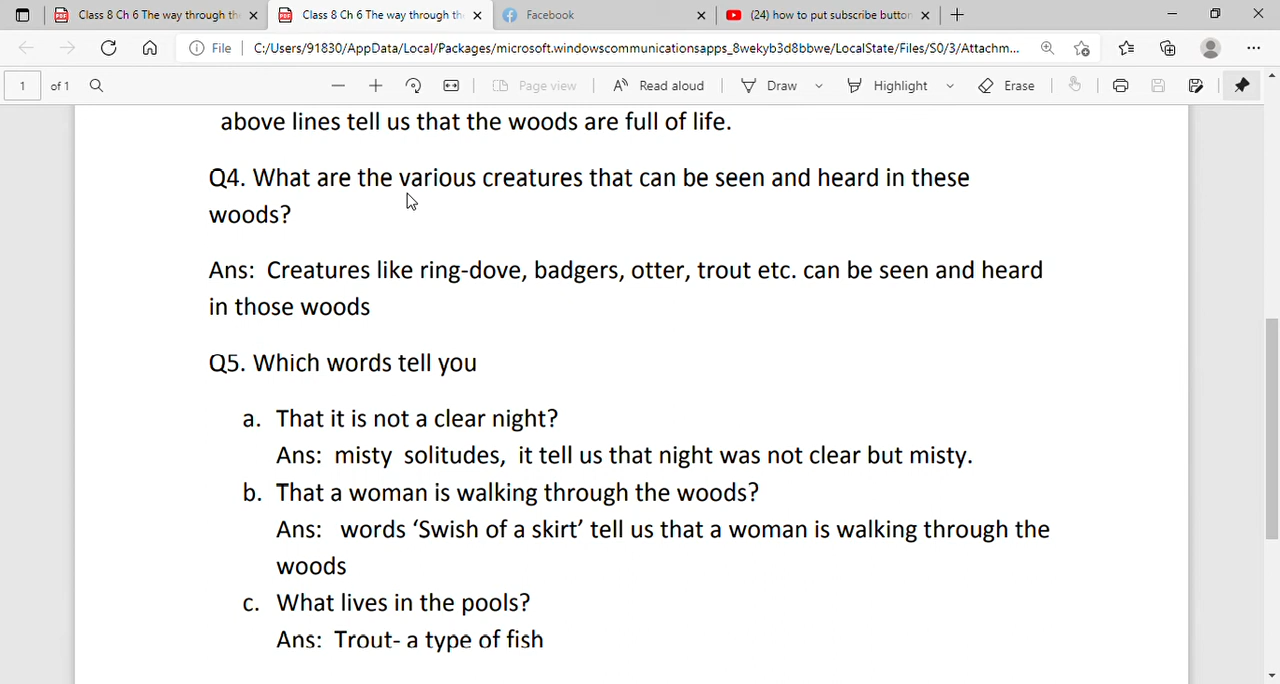 Class 8 Ch 6 The way through the
Class 8 Ch 6 The way through th
Facebook
(24) how to put subscribe button
File
C:/Users/91830/AppData/Local/Packages/microsoft.windowscommunicationsapps_8wekyb3d8bbwe/LocalState/Files/S0/3/Attachm...
1 of 1
Page view
Read aloud
Draw
Highlight
Erase
above lines tell us that the woods are full of life.
Q4. What are the various creatures that can be seen and heard in these
woods?
Ans: Creatures like ring-dove, badgers, otter, trout etc. can be seen and heard
in those woods
Q5. Which words tell you
a. That it is not a clear night?
Ans: misty solitudes, it tell us that night was not clear but misty.
b. That a woman is walking through the woods?
Ans: words ‘Swish of a skirt’ tell us that a woman is walking through the
woods
c. What lives in the pools?
Ans: Trout- a type of fish